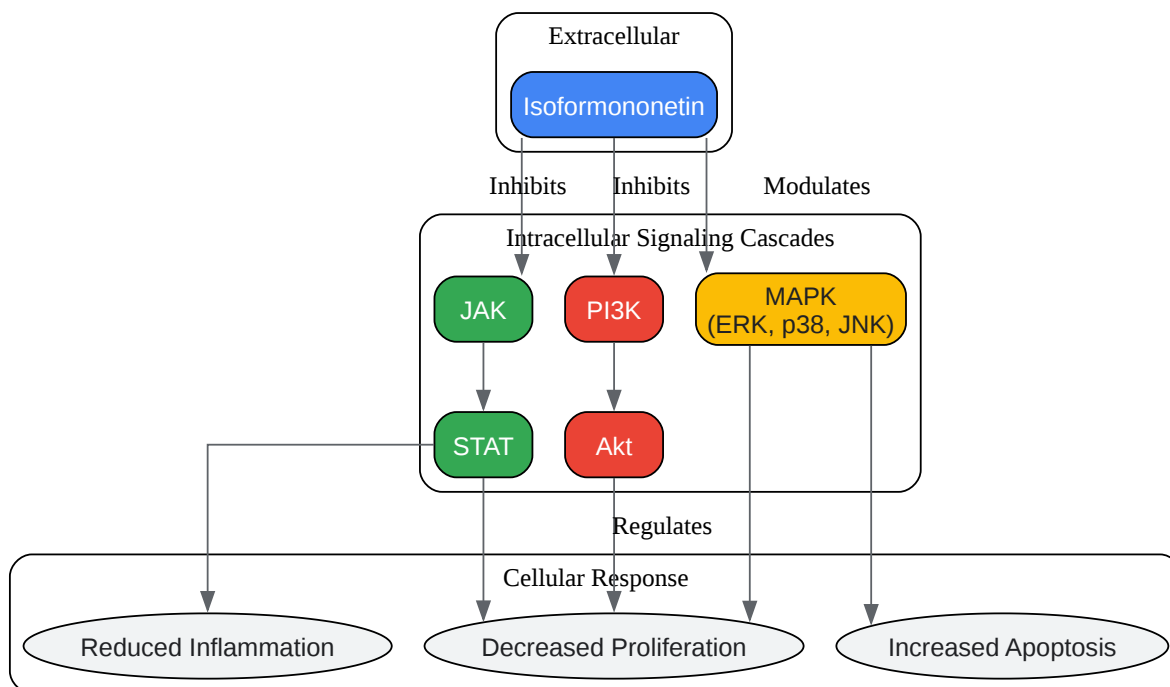 Extracellular
Isoformononetin
Inhibits
Inhibits
Modulates
Intracellular Signaling Cascades
JAK
PI3K
MAPK
(ERK, p38, JNK)
STAT
Akt
Regulates
Cellular Response
Reduced Inflammation
Decreased Proliferation
Increased Apoptosis